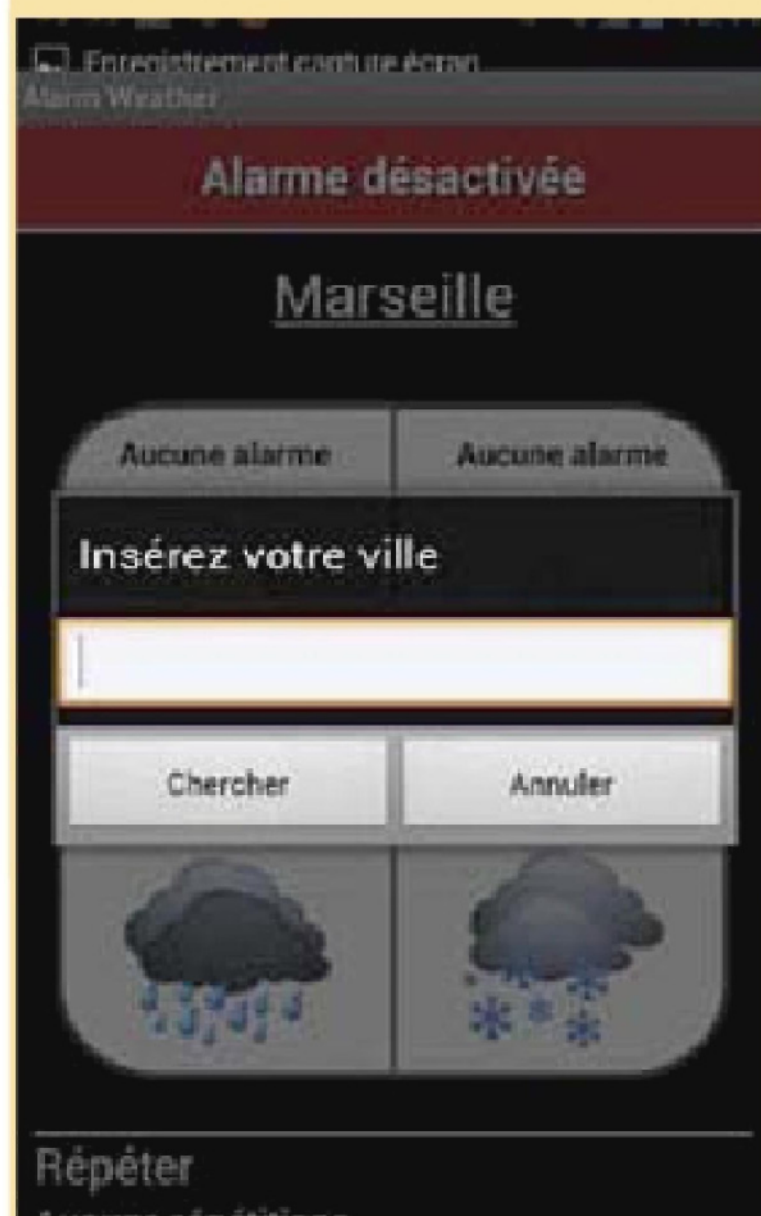 Enregistrement capture écran
Alarm Weather
Alarme désactivée
Marseille
Aucune alarme Aucune alarme
Insérez votre ville
Chercher Annuler
Répéter